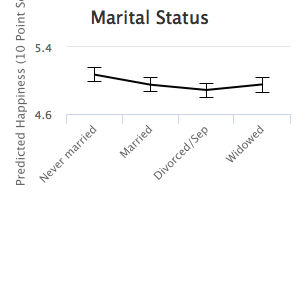 Marital Status
Predicted Happiness (10 Point
5.4
4.6
Never married
Married
Divorced/Sep
Widowed